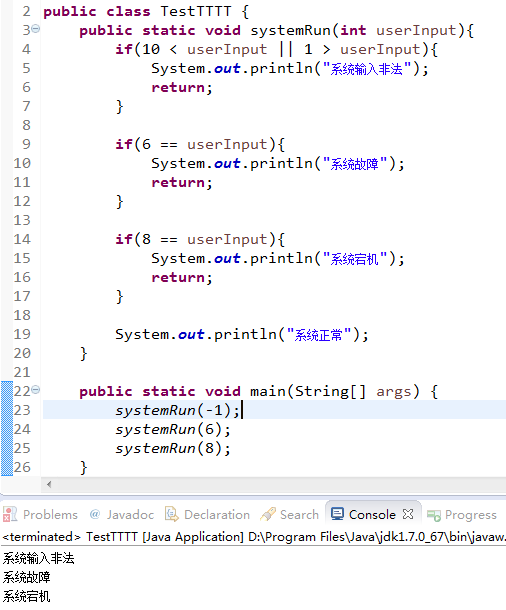 2 public class TestTTTT {
3 public static void systemRun(int userInput){
4 if(10 < userInput || 1 > userInput){
5 System.out.println("系统输入非法");
6 return;
7 }
8
9 if(6 == userInput){
10 System.out.println("系统故障");
11 return;
12 }
13
14 if(8 == userInput){
15 System.out.println("系统宕机");
16 return;
17 }
18
19 System.out.println("系统正常");
20 }
21
22 public static void main(String[] args) {
23 systemRun(-1);
24 systemRun(6);
25 systemRun(8);
26 }
Problems @ Javadoc Declaration Search Console Progress
<terminated> TestTTTT [Java Application] D:\Program Files\Java\jdk1.7.0_67\bin\javaw.
系统输入非法
系统故障
系统宕机